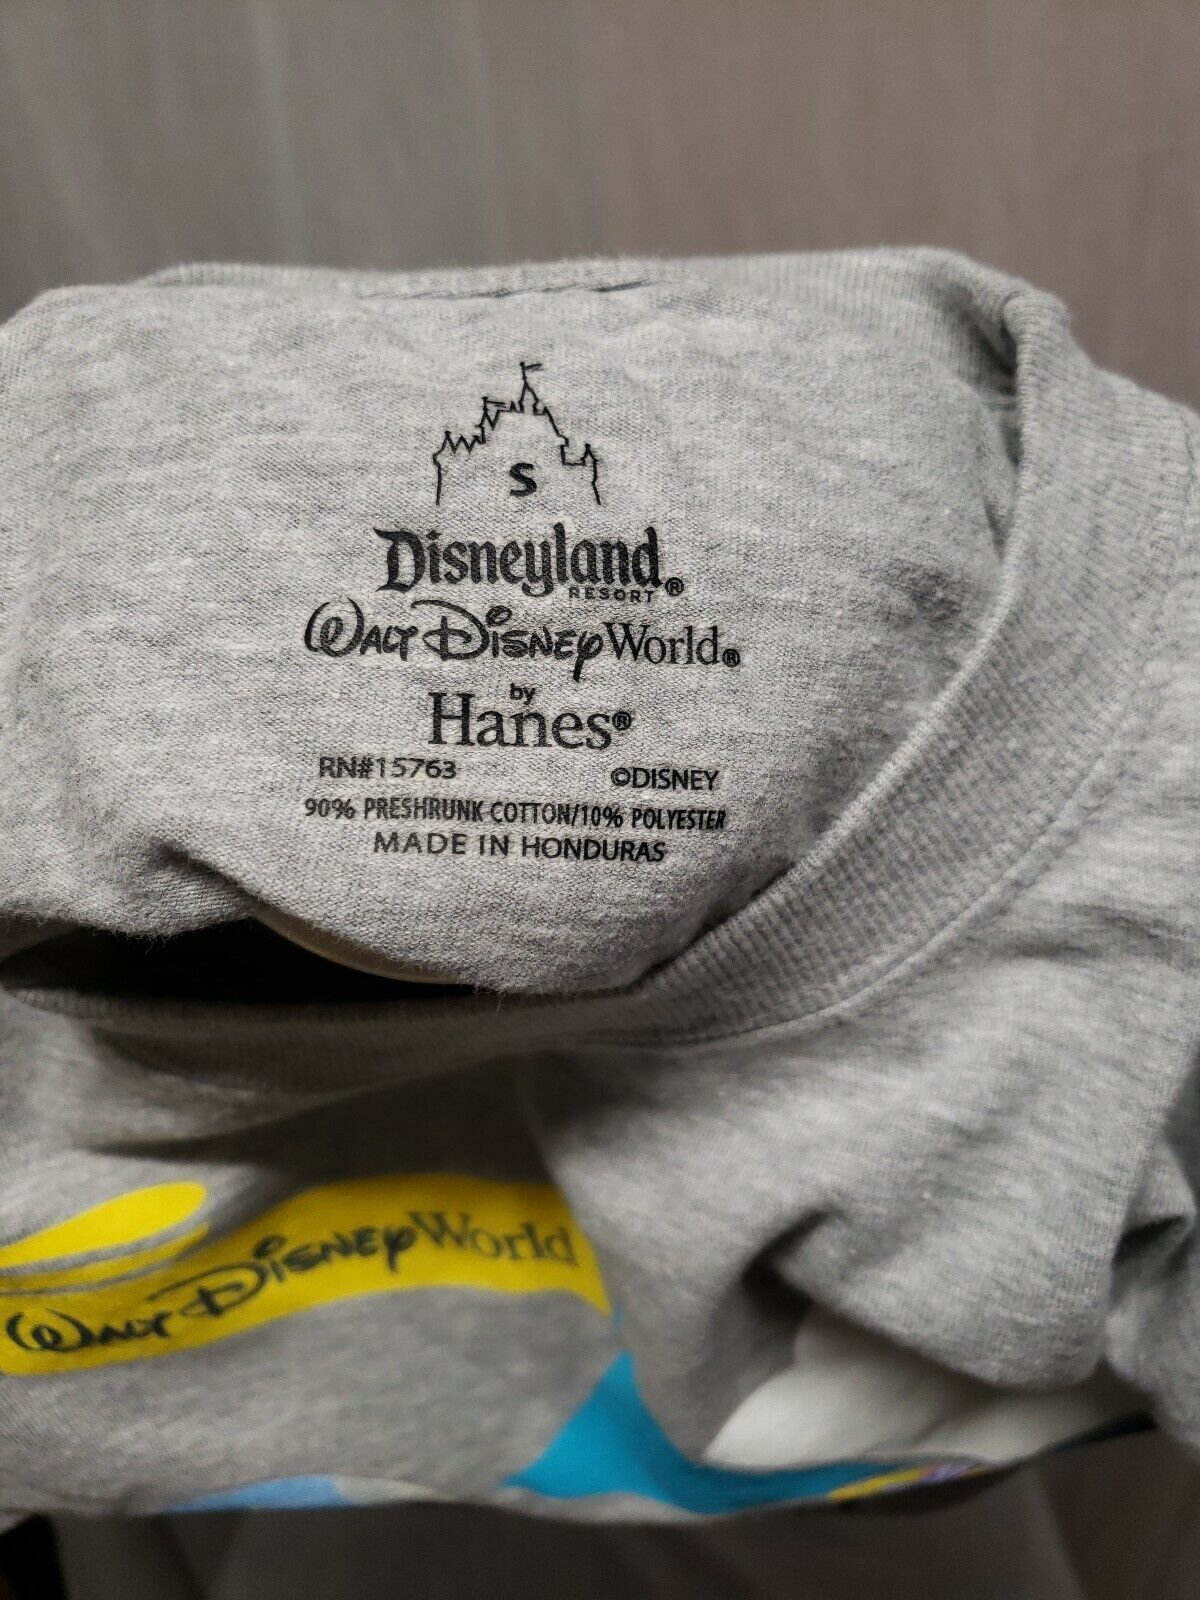 S
Disneyland®
RESORT
WALT DISNEY World®
by
Hanes®
RN#15763 ©DISNEY
90% PRESHRUNK COTTON/10% POLYESTER
MADE IN HONDURAS
WALT DISNEY World